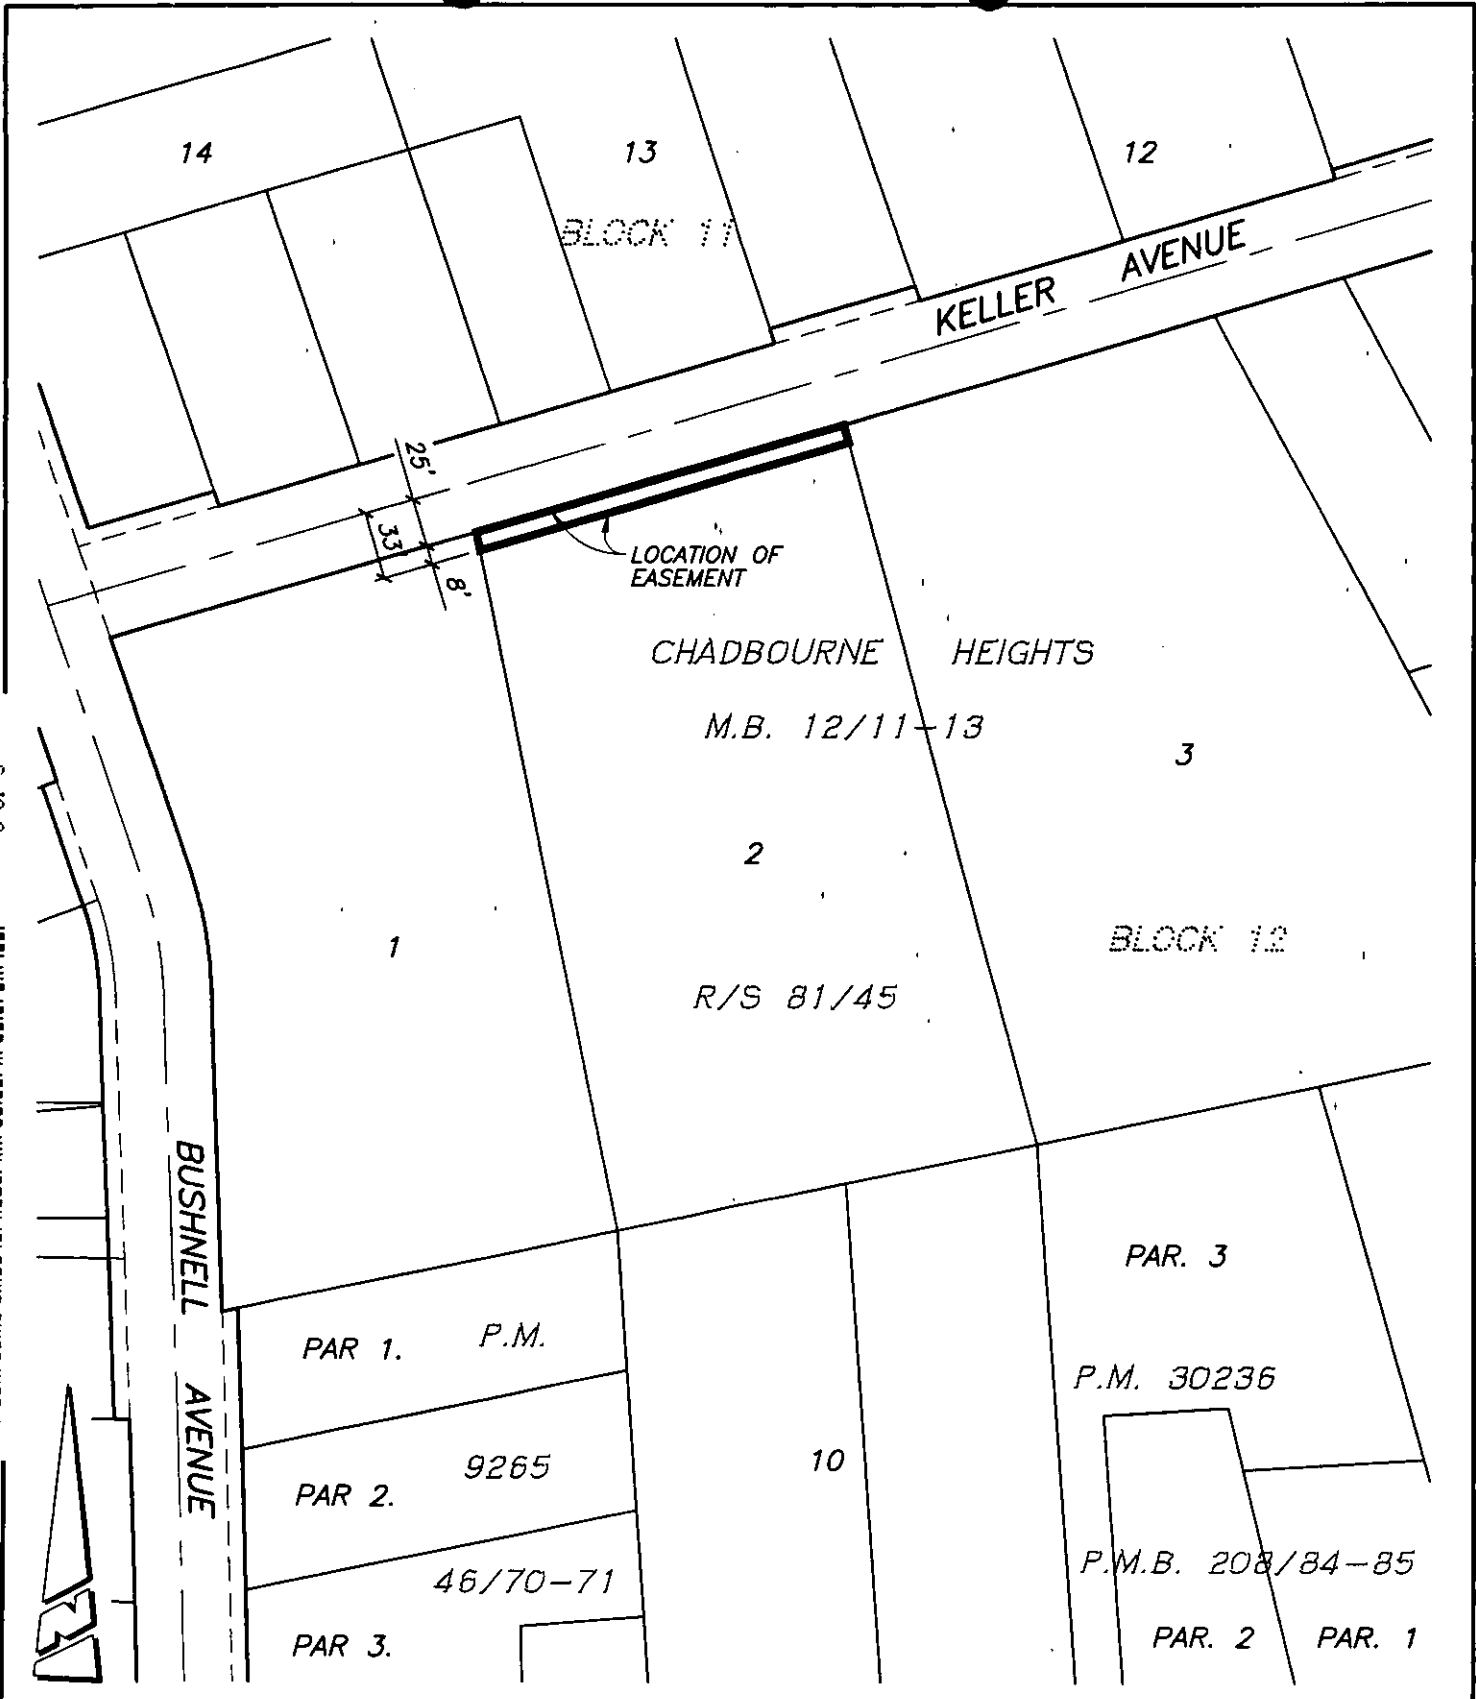 14
13
12
BLOCK 11
KELLER AVENUE
25'
33'
8'
LOCATION OF
EASEMENT
CHADBOURNE HEIGHTS
M.B. 12/11-13
3
2
1
BLOCK 12
R/S 81/45
BUSHNELL AVENUE
PAR. 3
PAR 1. P.M.
P.M. 30236
PAR 2. 9265
10
46/70-71
P.M.B. 208/84-85
PAR 3.
PAR. 2
PAR. 1
N